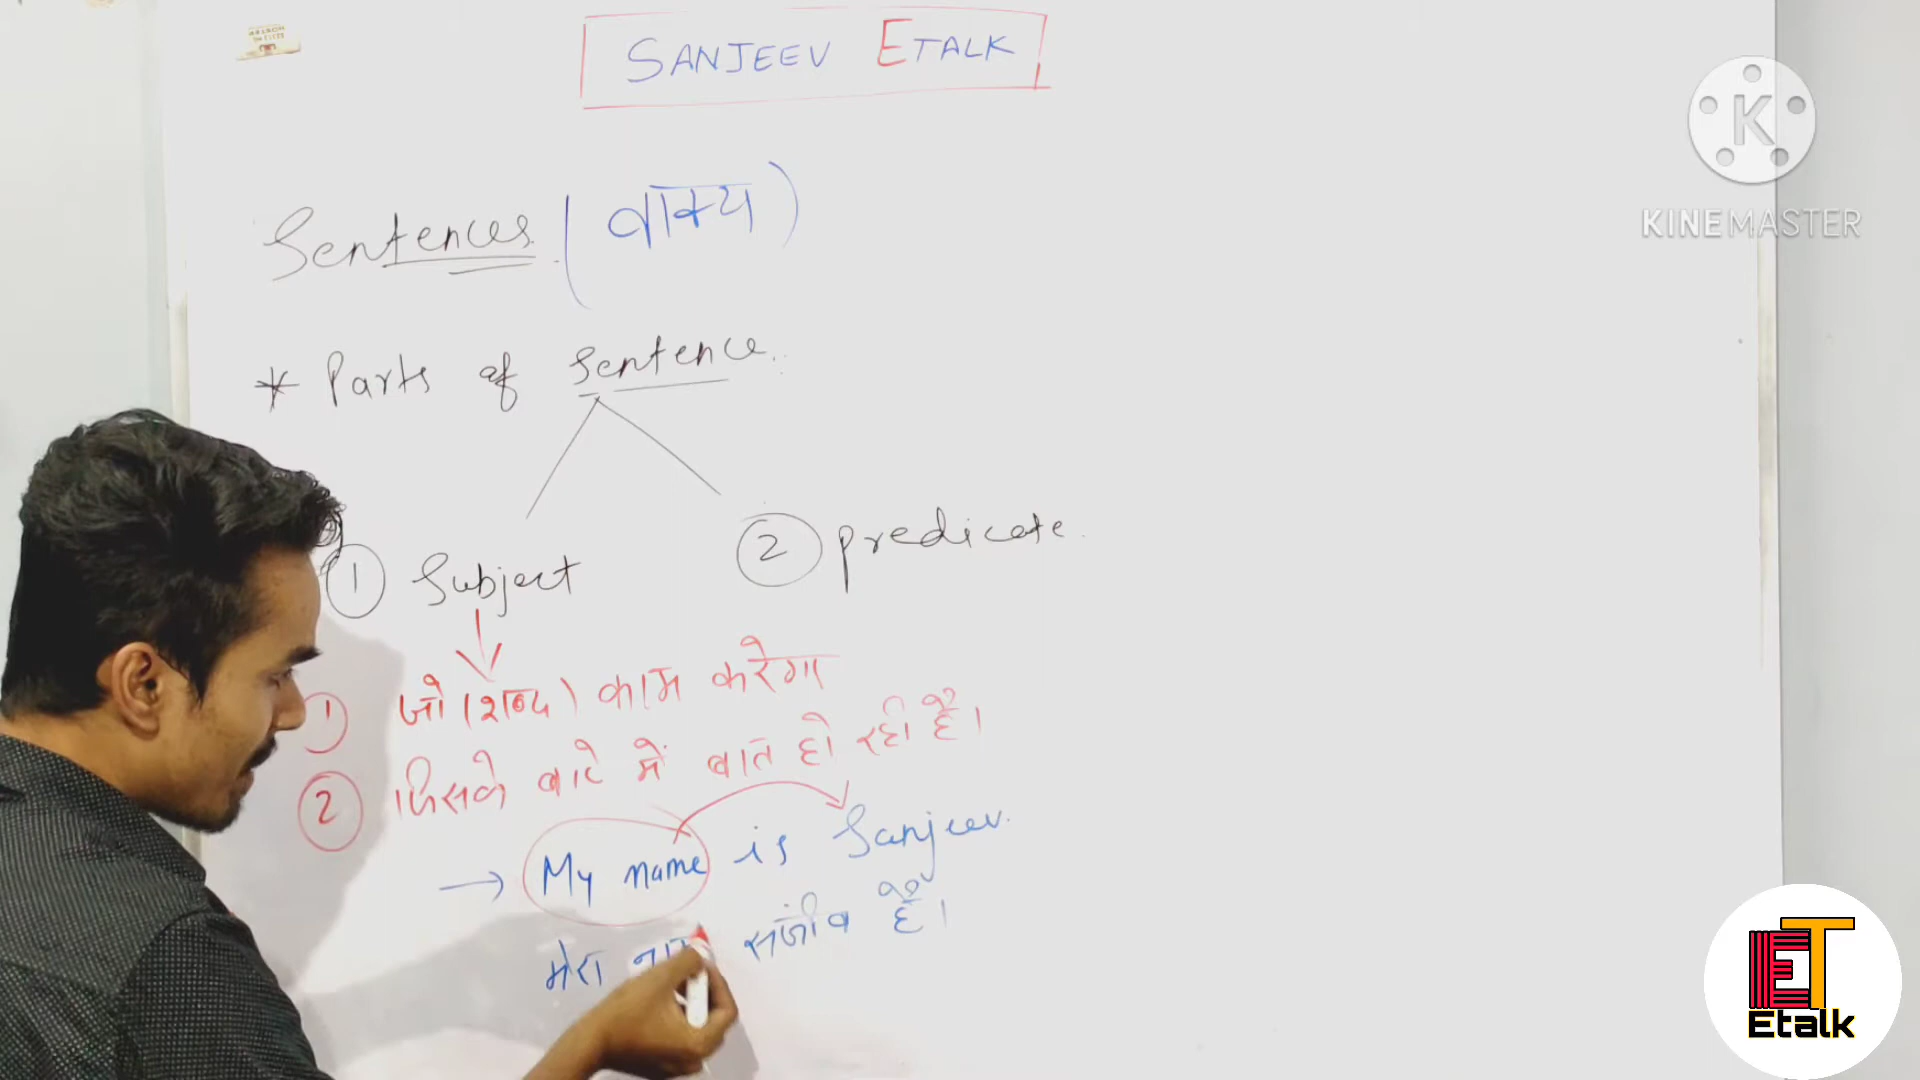 SANJEEV ETALK
K
KINEMASTER
Sentences. (वाक्य)
* Parts of Sentence.
① Subject ② predicate.
① जो (शब्द) काम करेगा
② जिसके बारे में बात हो रही है।
→ My name is Sanjeev.
मेरा संजीव है।
ET
Etalk